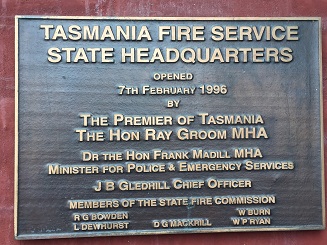 TASMANIA FIRE SERVICE
STATE HEADQUARTERS
OPENED
7TH FEBRUARY 1996
BY
THE PREMIER OF TASMANIA
THE HON RAY GROOM MHA
DR THE HON FRANK MADILL MHA
MINISTER FOR POLICE & EMERGENCY SERVICES
J B GLEDHILL CHIEF OFFICER
MEMBERS OF THE STATE FIRE COMMISSION
R G BOWDEN W BURN
L DEWHURST D G MACKRILL W P RYAN